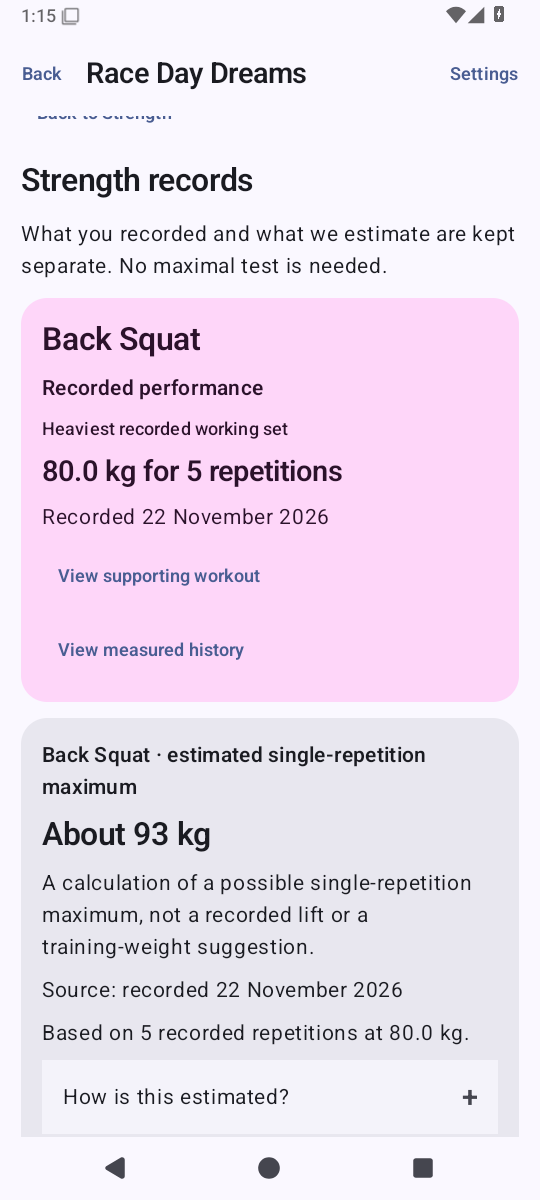 1:15
Back
Race Day Dreams
Settings
Back to Strength
Strength records
What you recorded and what we estimate are kept
separate. No maximal test is needed.
Back Squat
Recorded performance
Heaviest recorded working set
80.0 kg for 5 repetitions
Recorded 22 November 2026
View supporting workout
View measured history
Back Squat · estimated single-repetition
maximum
About 93 kg
A calculation of a possible single-repetition
maximum, not a recorded lift or a
training-weight suggestion.
Source: recorded 22 November 2026
Based on 5 recorded repetitions at 80.0 kg.
How is this estimated?
+